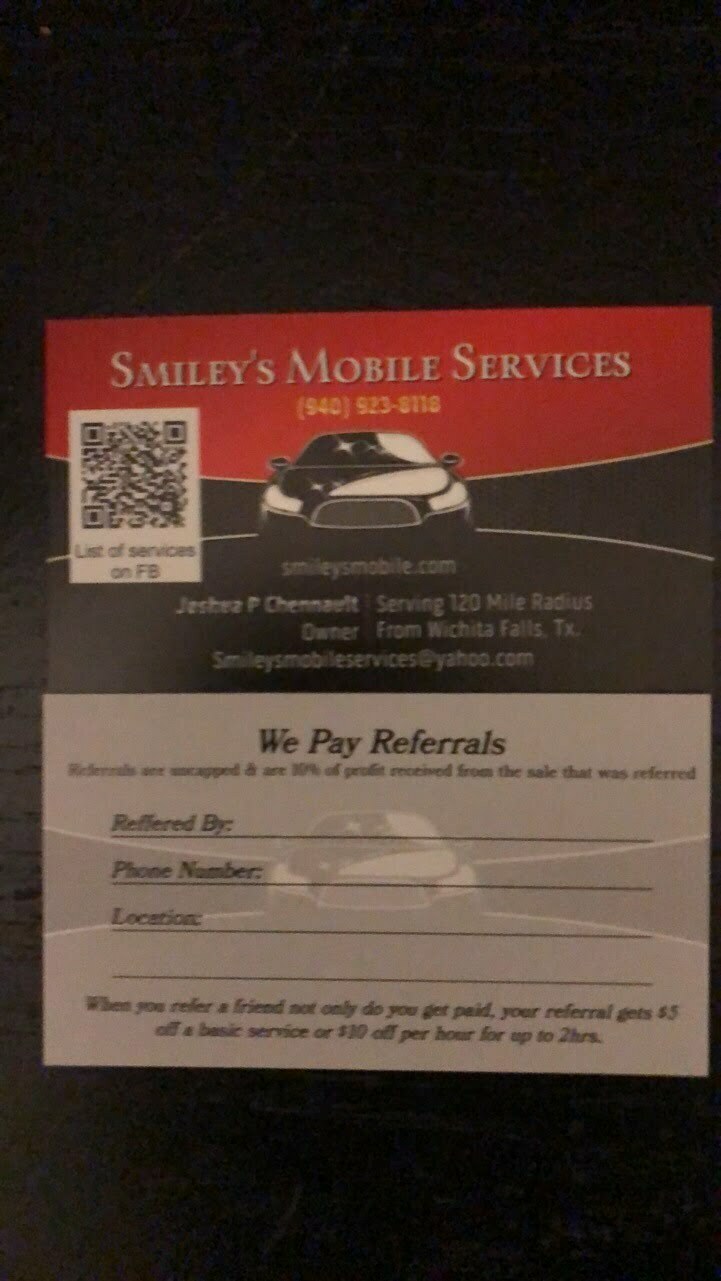 SMILEY'S MOBILE SERVICES
(940) 923-8118
List of services
on FB
smileysmobile.com
Joshua P Chennault | Serving 120 Mile Radius
Owner | From Wichita Falls, Tx.
Smileysmobileservices@yahoo.com
We Pay Referrals
Referrals are uncapped & are 10% of profit received from the sale that was referred
Reffered By:
Phone Number:
Location:
When you refer a friend not only do you get paid, your referral gets $5
off a basic service or $10 off per hour for up to 2hrs.